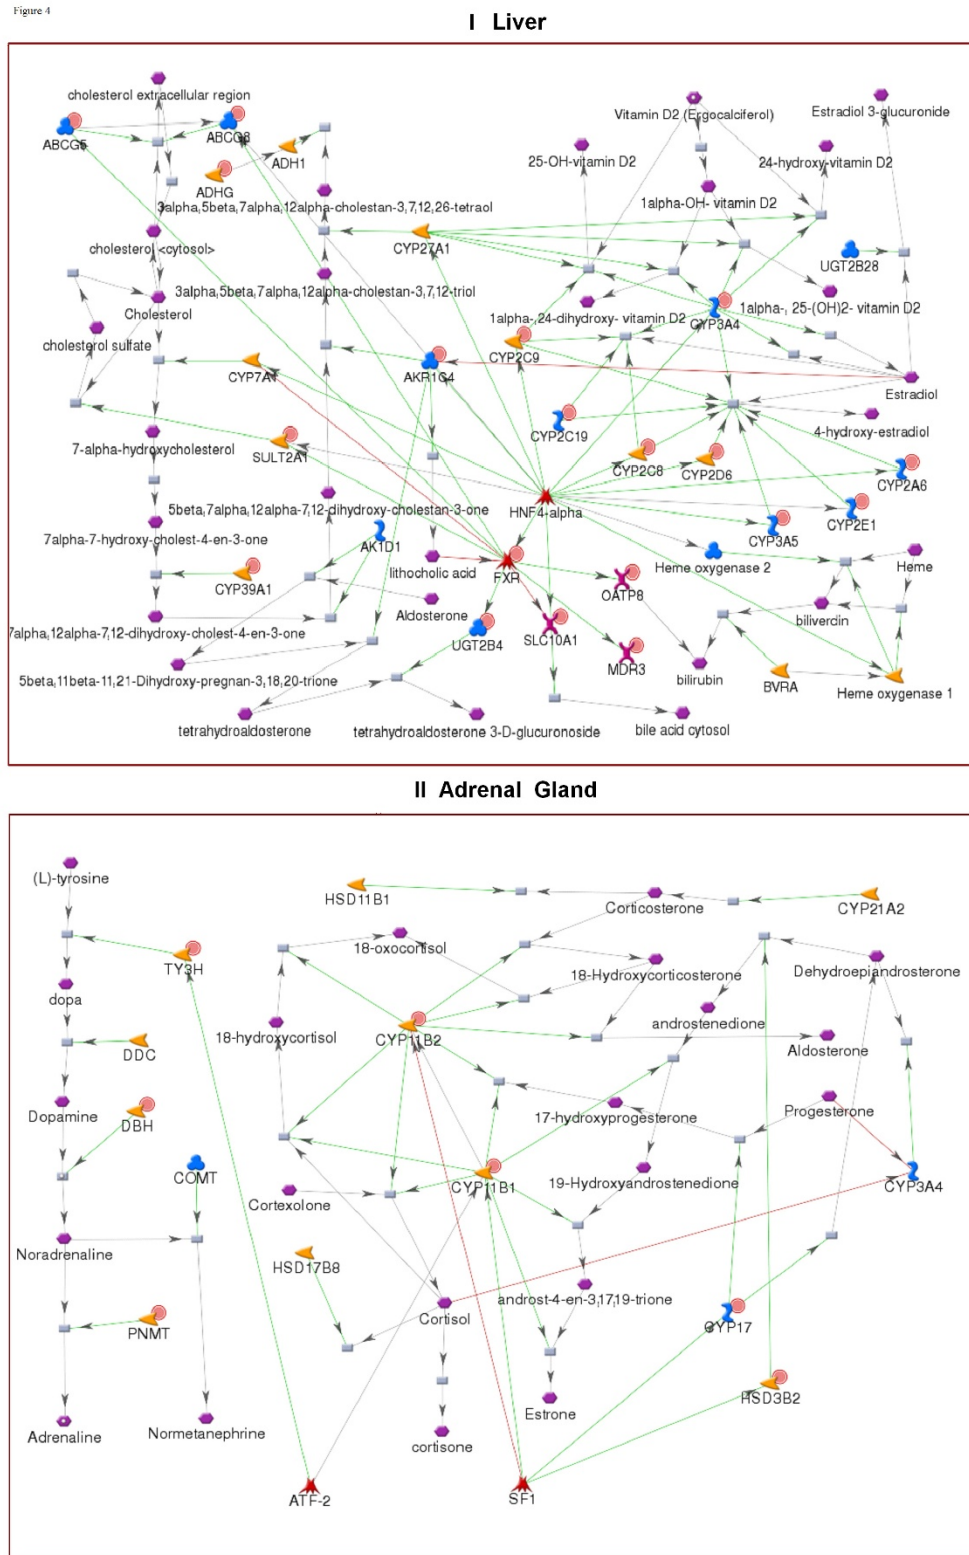 Figure 4
I Liver
cholesterol extracellular region
Vitamin D2 (Ergocalciferol)
Estradiol 3-glucuronide
ABCG5
ABCG8
ADH1
25-OH-vitamin D2
24-hydroxy-vitamin D2
ADHG
1alpha-OH- vitamin D2
3alpha,5beta,7alpha,12alpha-cholestan-3,7,12,26-tetraol
cholesterol <cytosol>
CYP27A1
UGT2B28
3alpha,5beta,7alpha,12alpha-cholestan-3,7,12-triol
Cholesterol
1alpha-,24-dihydroxy- vitamin D2
CYP3A4
1alpha-, 25-(OH)2- vitamin D2
cholesterol sulfate
CYP2C9
CYP7A1
AKR1C4
Estradiol
CYP2C19
4-hydroxy-estradiol
7-alpha-hydroxycholesterol
SULT2A1
CYP2C8
CYP2D6
CYP2A6
5beta,7alpha,12alpha-7,12-dihydroxy-cholestan-3-one
HNF4-alpha
CYP2E1
7alpha-7-hydroxy-cholest-4-en-3-one
AK1D1
CYP3A5
lithocholic acid
FXR
Heme oxygenase 2
Heme
CYP39A1
OATP8
Aldosterone
biliverdin
7alpha,12alpha-7,12-dihydroxy-cholest-4-en-3-one
UGT2B4
SLC10A1
MDR3
5beta,11beta-11,21-Dihydroxy-pregnan-3,18,20-trione
bilirubin
BVRA
Heme oxygenase 1
tetrahydroaldosterone
tetrahydroaldosterone 3-D-glucuronoside
bile acid cytosol
II Adrenal Gland
(L)-tyrosine
HSD11B1
Corticosterone
CYP21A2
18-oxocortisol
TY3H
18-Hydroxycorticosterone
Dehydroepiandrosterone
dopa
androstenedione
18-hydroxycortisol
CYP11B2
Aldosterone
DDC
Dopamine
DBH
17-hydroxyprogesterone
Progesterone
COMT
CYP11B1
19-Hydroxyandrostenedione
CYP3A4
Cortexolone
Noradrenaline
HSD17B8
androst-4-en-3,17,19-trione
Cortisol
PNMT
CYP17
HSD3B2
Estrone
Adrenaline
Normetanephrine
cortisone
ATF-2
SF1